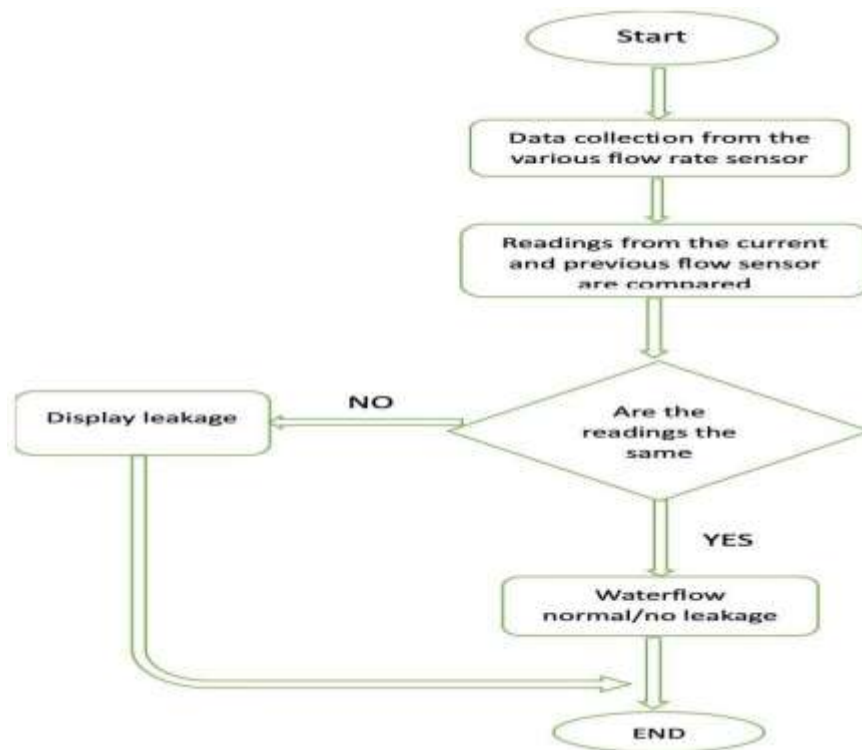 Start
Data collection from the
various flow rate sensor
Readings from the current
and previous flow sensor
are compared
Are the
readings the
same
NO
Display leakage
YES
Waterflow
normal/no leakage
END